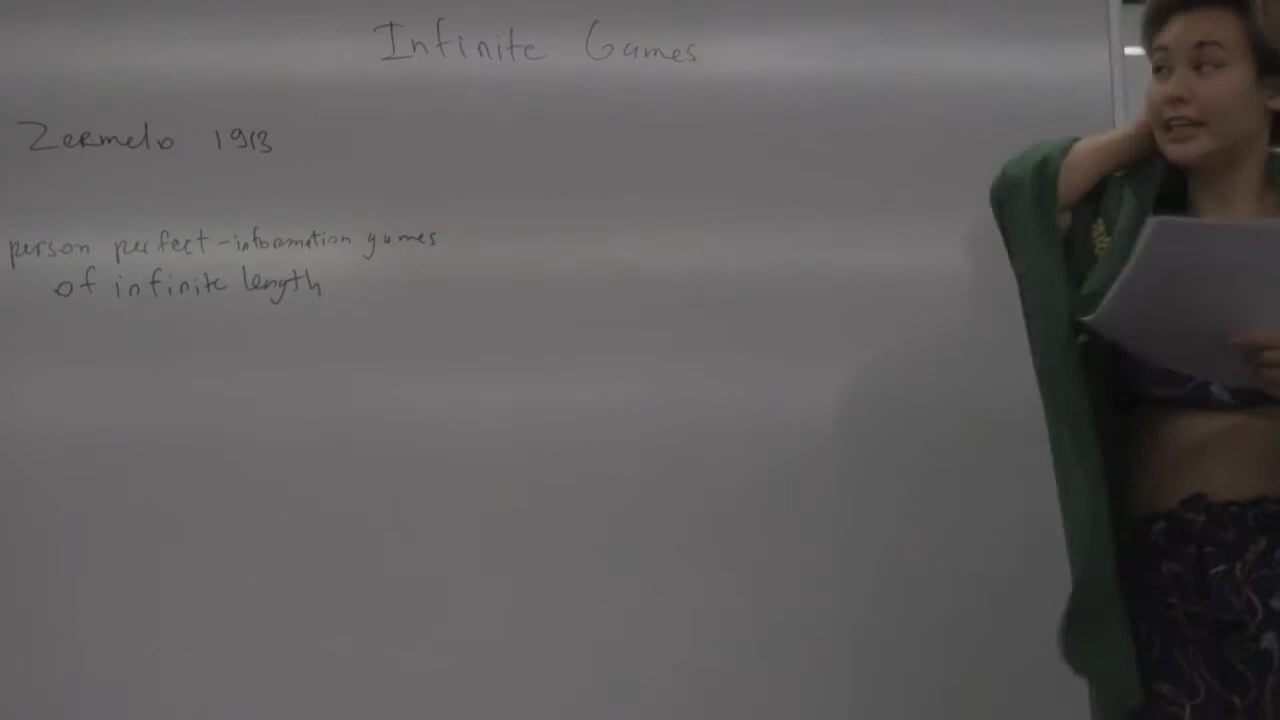 Infinite Games
Zermelo 1913
person perfect-information games
of infinite length